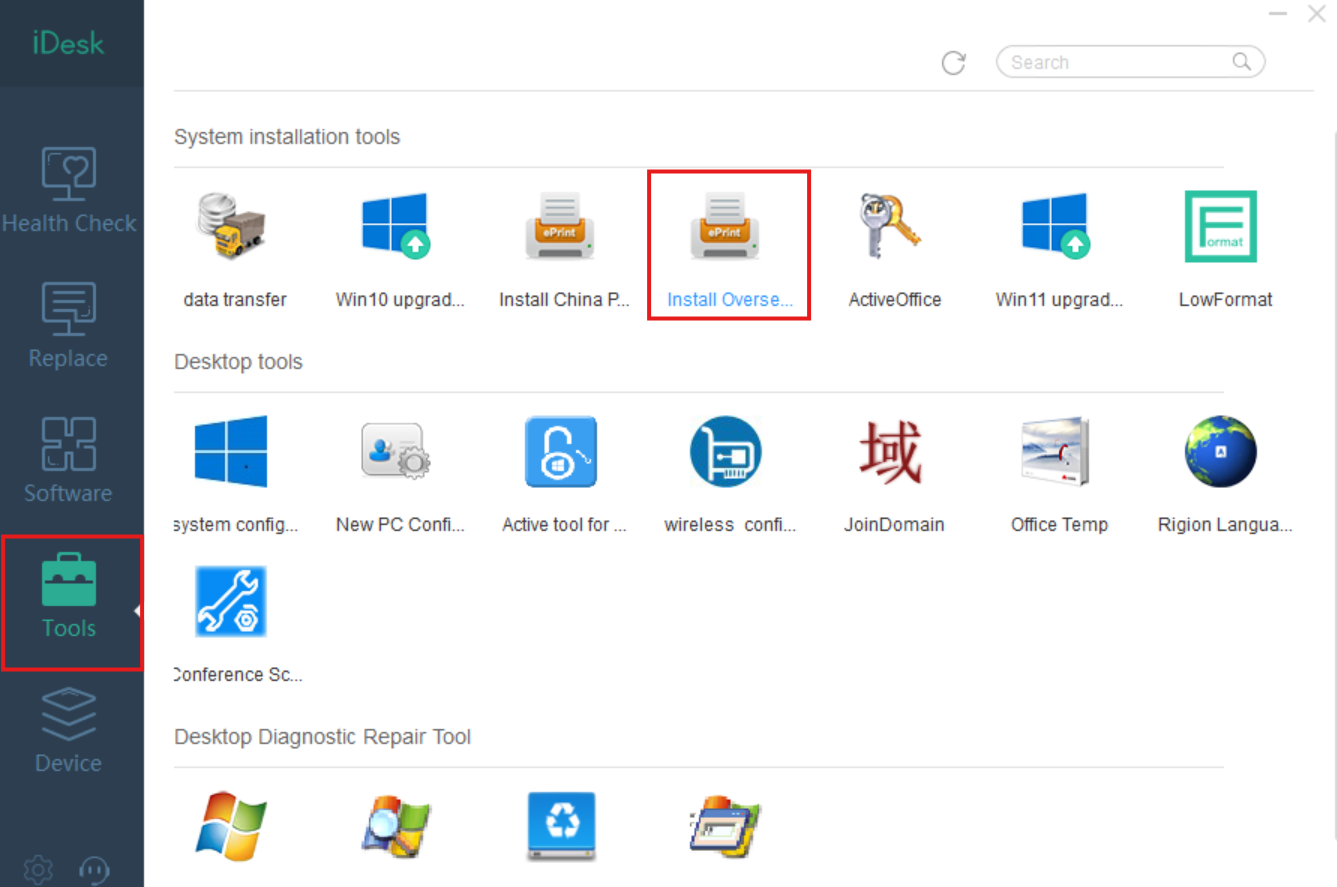 iDesk
Search
Health Check
Replace
Software
Tools
Device
System installation tools
ePrint
ePrint
Format
data transfer
Win10 upgrad...
Install China P...
Install Overse...
ActiveOffice
Win11 upgrad...
LowFormat
Desktop tools
域
A
system config...
New PC Confi...
Active tool for ...
wireless confi...
JoinDomain
Office Temp
Rigion Langua...
Conference Sc...
Desktop Diagnostic Repair Tool